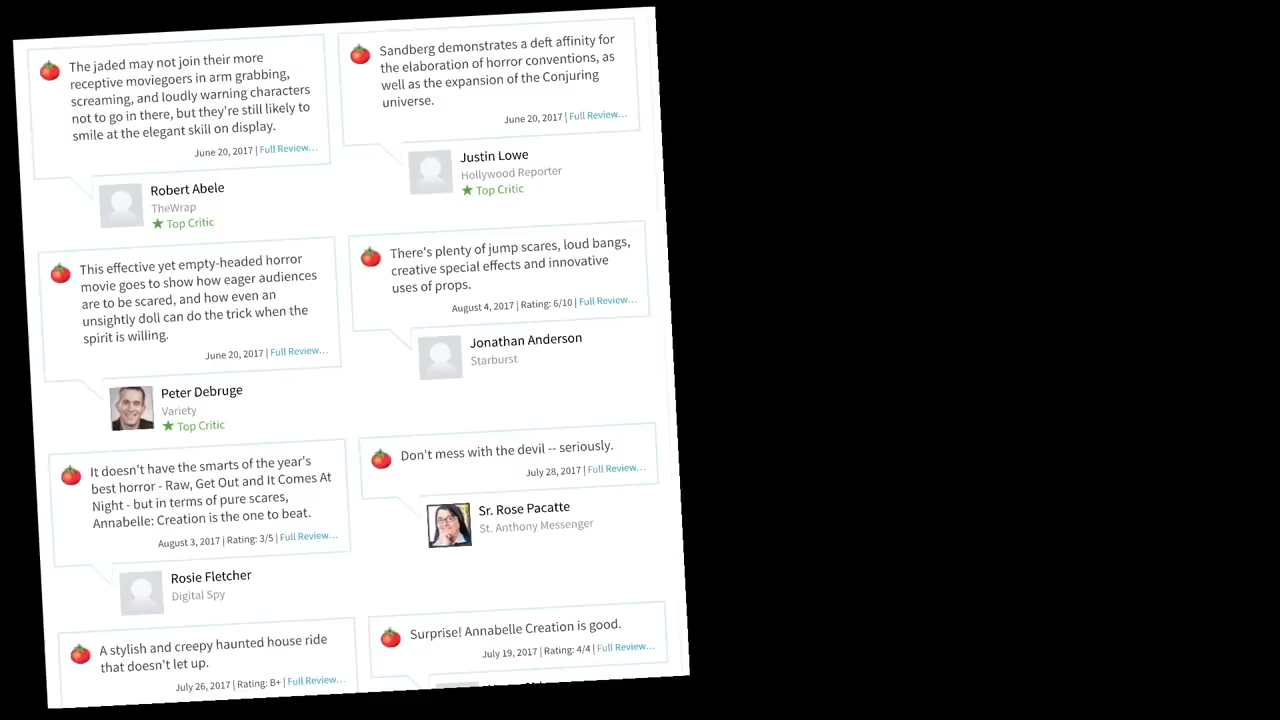 The jaded may not join their more
receptive moviegoers in arm grabbing,
screaming, and loudly warning characters
not to go in there, but they're still likely to
smile at the elegant skill on display.
June 20, 2017 | Full Review...
Robert Abele
TheWrap
Top Critic
Sandberg demonstrates a deft affinity for
the elaboration of horror conventions, as
well as the expansion of the Conjuring
universe.
June 20, 2017 | Full Review...
Justin Lowe
Hollywood Reporter
Top Critic
This effective yet empty-headed horror
movie goes to show how eager audiences
are to be scared, and how even an
unsightly doll can do the trick when the
spirit is willing.
June 20, 2017 | Full Review...
Peter Debruge
Variety
Top Critic
There's plenty of jump scares, loud bangs,
creative special effects and innovative
uses of props.
August 4, 2017 | Rating: 6/10 | Full Review...
Jonathan Anderson
Starburst
It doesn't have the smarts of the year's
best horror - Raw, Get Out and It Comes At
Night - but in terms of pure scares,
Annabelle: Creation is the one to beat.
August 3, 2017 | Rating: 3/5 | Full Review...
Rosie Fletcher
Digital Spy
Don't mess with the devil -- seriously.
July 28, 2017 | Full Review...
Sr. Rose Pacatte
St. Anthony Messenger
A stylish and creepy haunted house ride
that doesn't let up.
July 26, 2017 | Rating: B+ | Full Review...
Surprise! Annabelle Creation is good.
July 19, 2017 | Rating: 4/4 | Full Review...